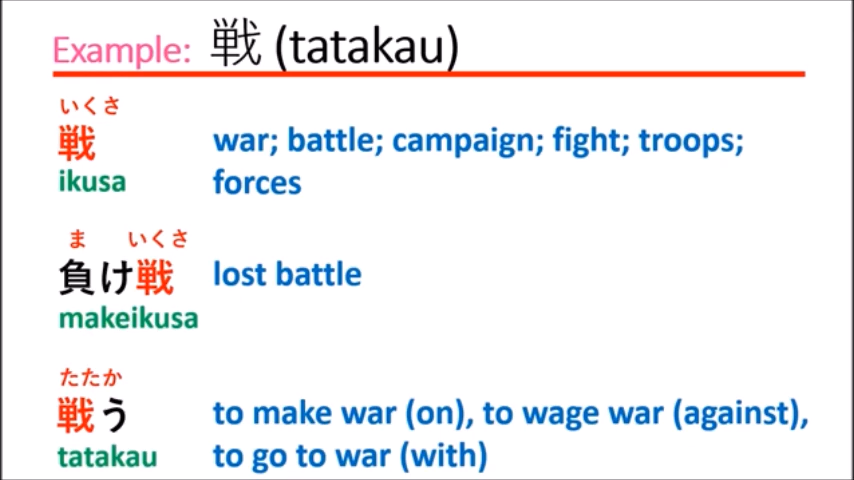 Example: 戦 (tatakau)
いくさ
戦
ikusa
war; battle; campaign; fight; troops;
forces
ま いくさ
負け戦
makeikusa
lost battle
たたか
戦う
tatakau
to make war (on), to wage war (against),
to go to war (with)